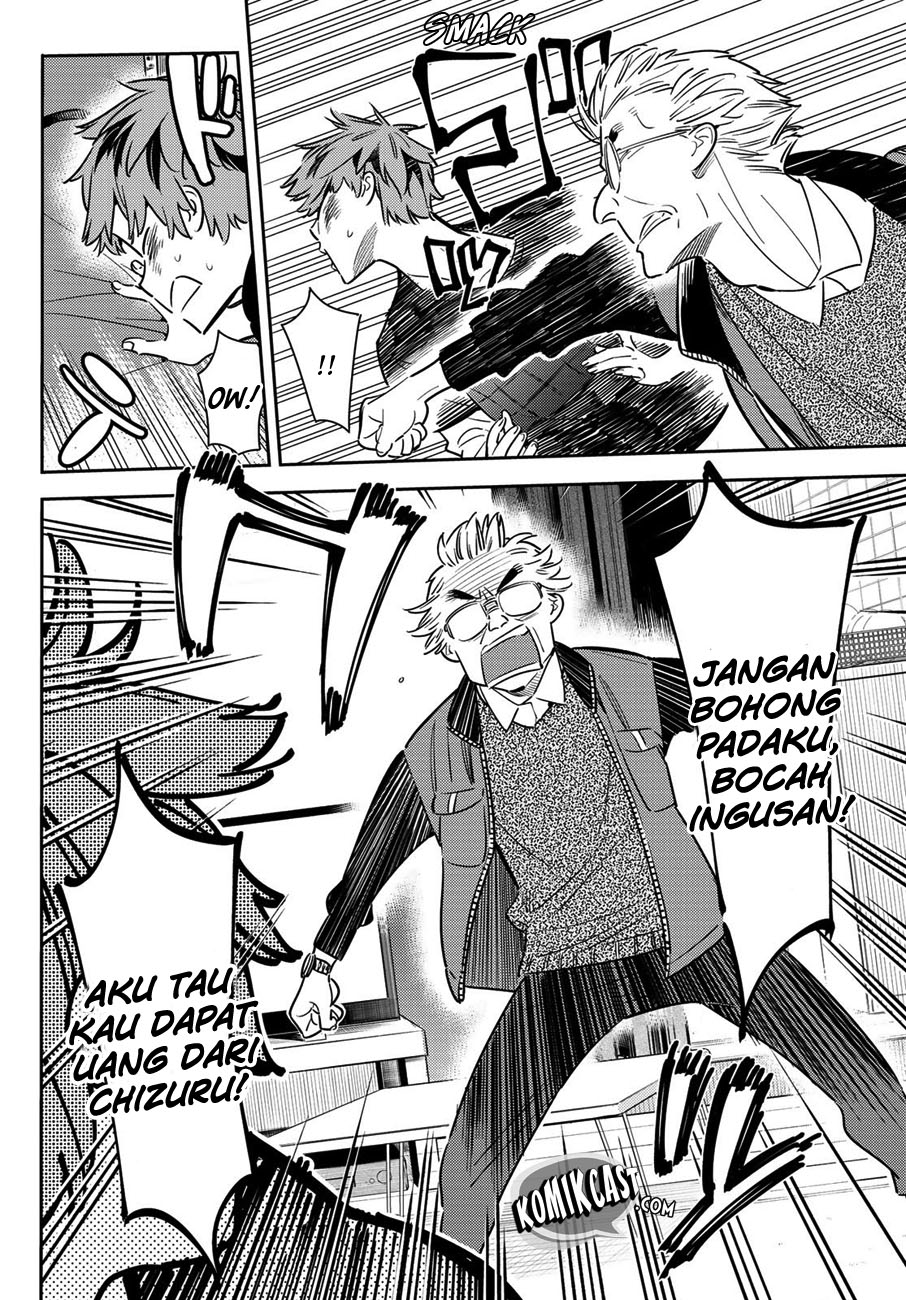 SMACK
!!
OW!
JANGAN
BOHONG
PADAKU,
BOCAH
INGUSAN!
AKU TAU
KAU DAPAT
UANG DARI
CHIZURU!
KOMIKCAST
.COM